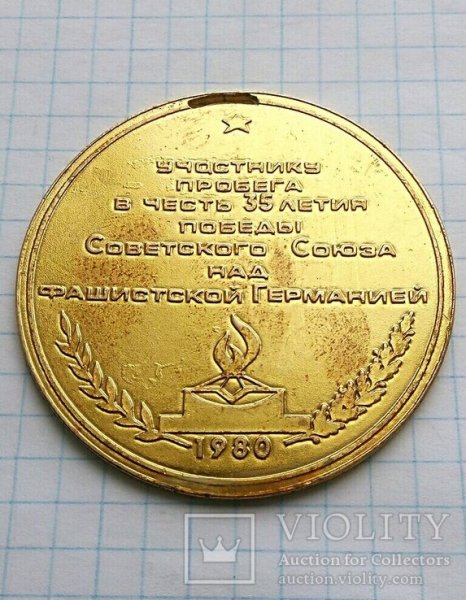 УЧАСТНИКУ
ПРОБЕГА
В ЧЕСТЬ 35 ЛЕТИЯ
ПОБЕДЫ
СОВЕТСКОГО СОЮЗА
НАД
ФАШИСТСКОЙ ГЕРМАНИЕЙ
1980
VIOLITY
Auction for Collectors
auction.violity.com